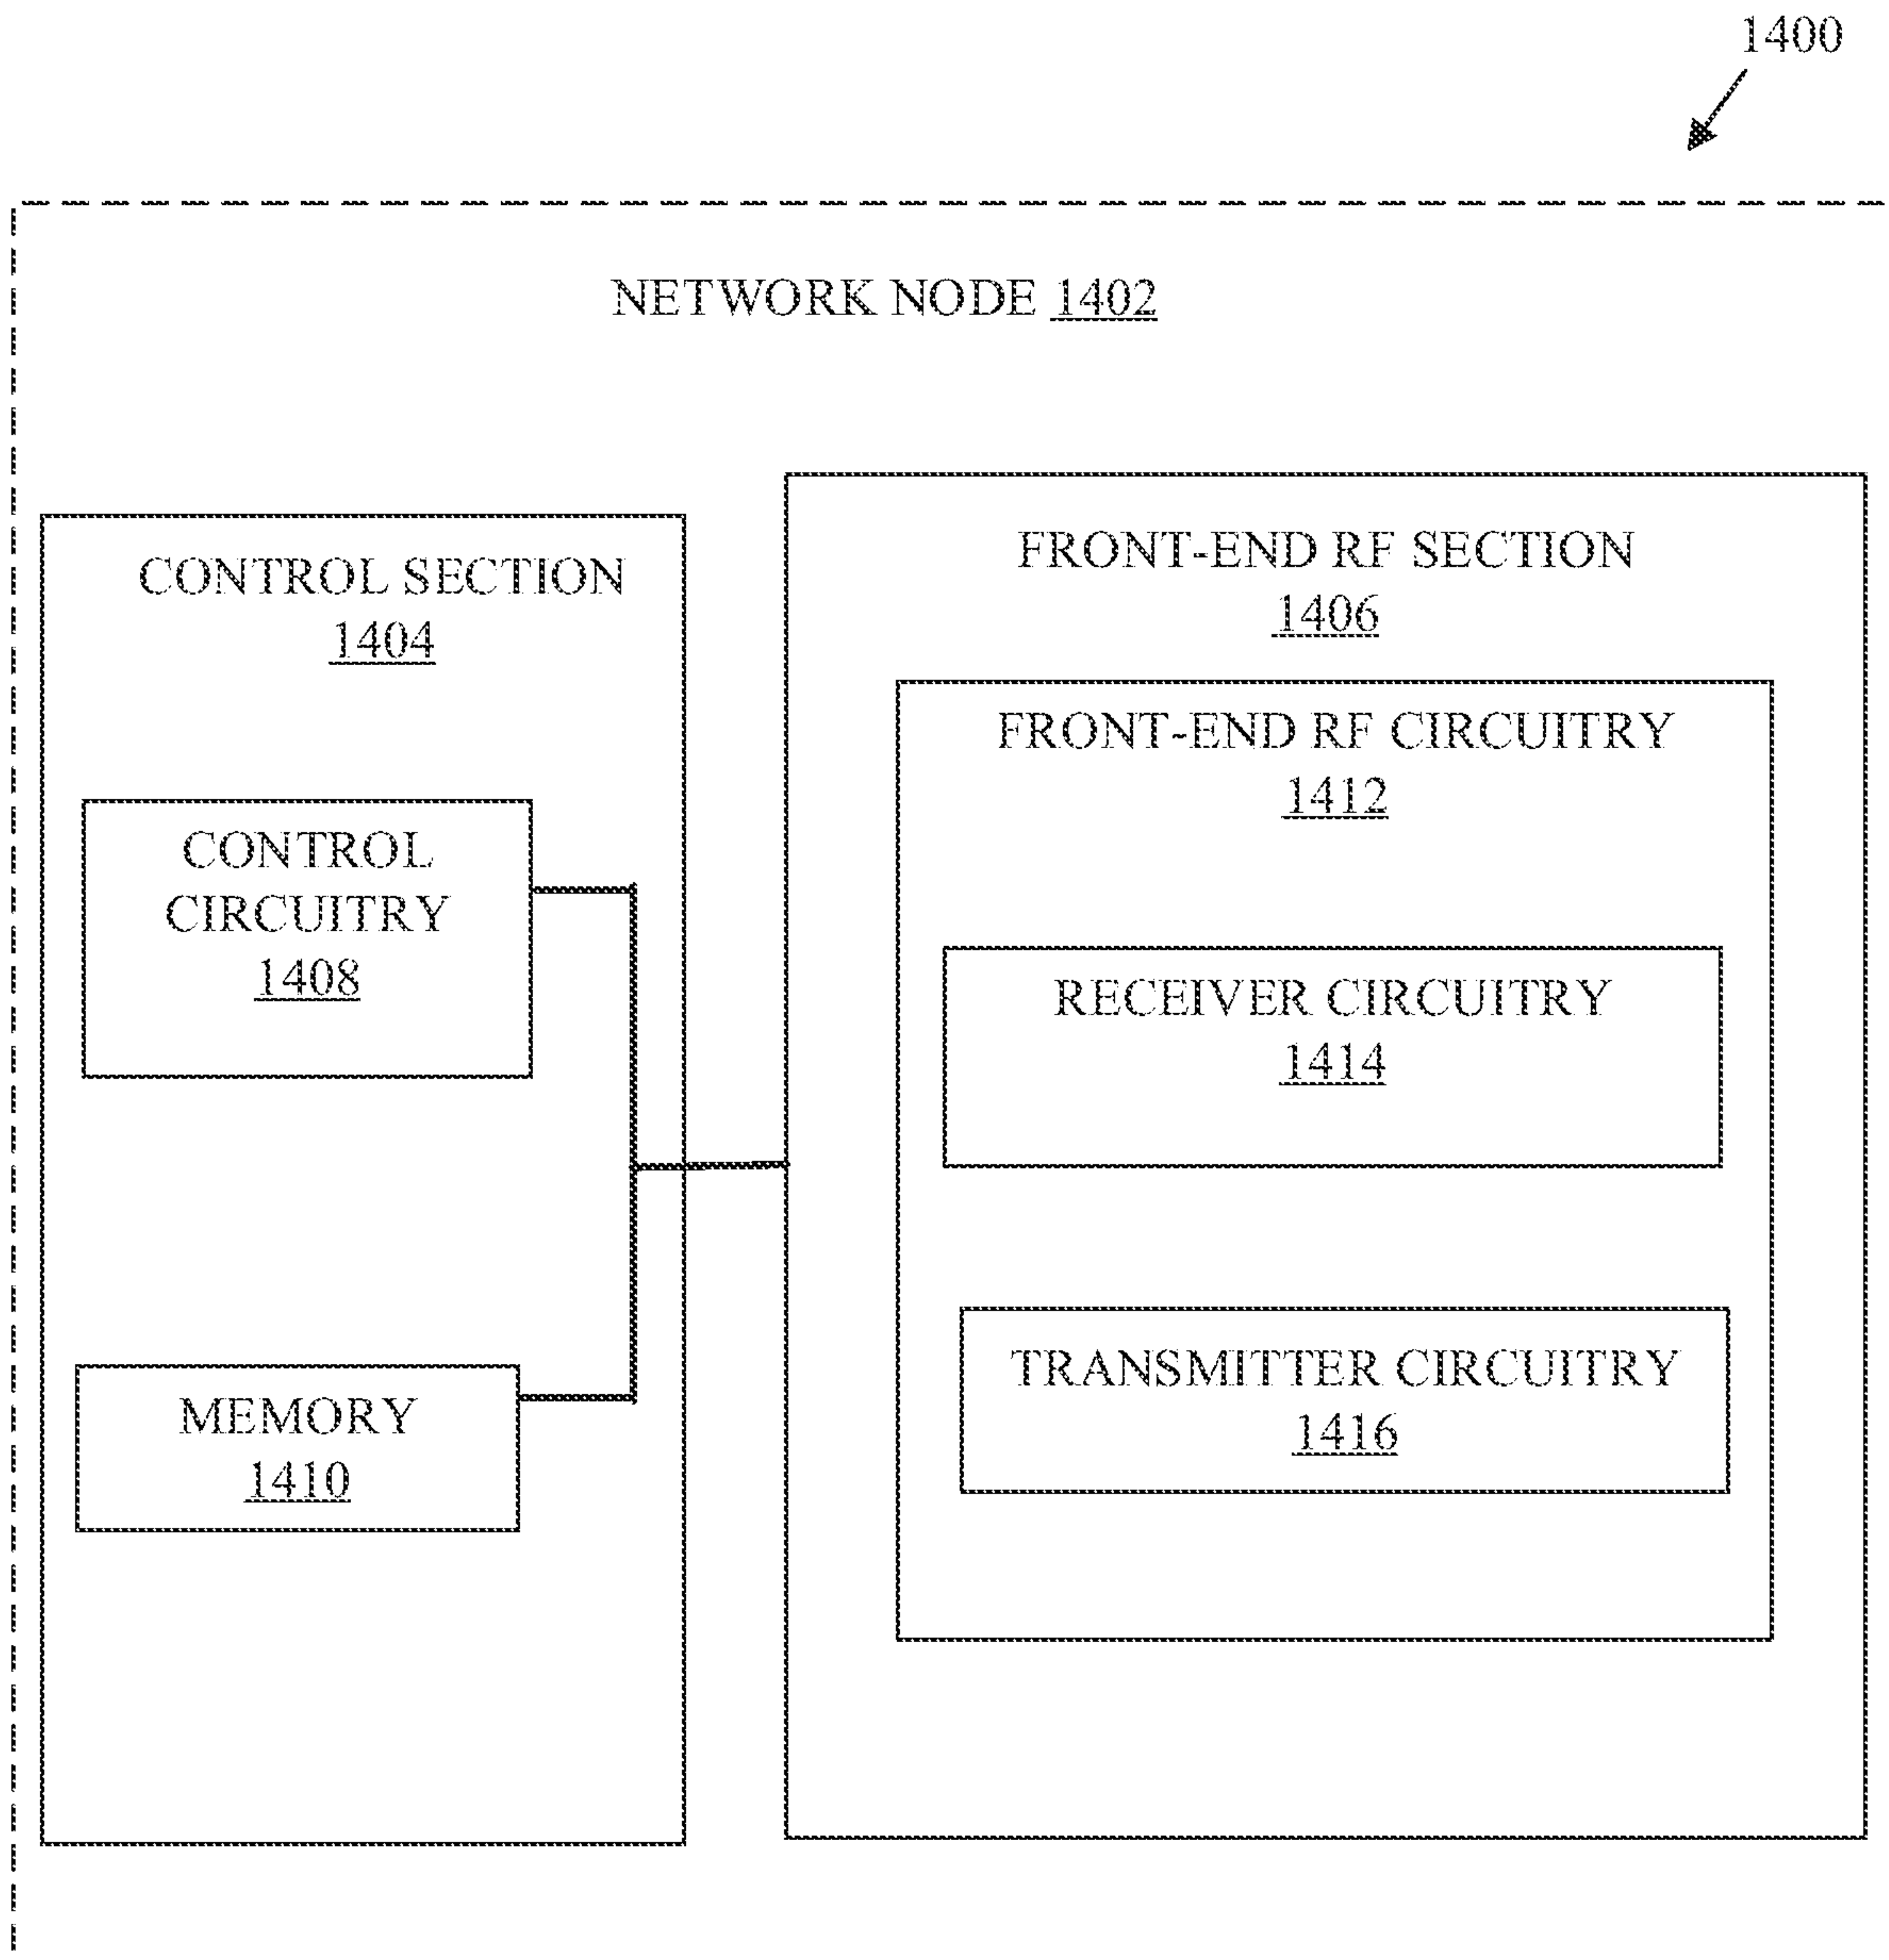 1400
NETWORK NODE 1402
CONTROL SECTION
1404
CONTROL
CIRCUITRY
1408
MEMORY
1410
FRONT-END RF SECTION
1406
FRONT-END RF CIRCUITRY
1412
RECEIVER CIRCUITRY
1414
TRANSMITTER CIRCUITRY
1416